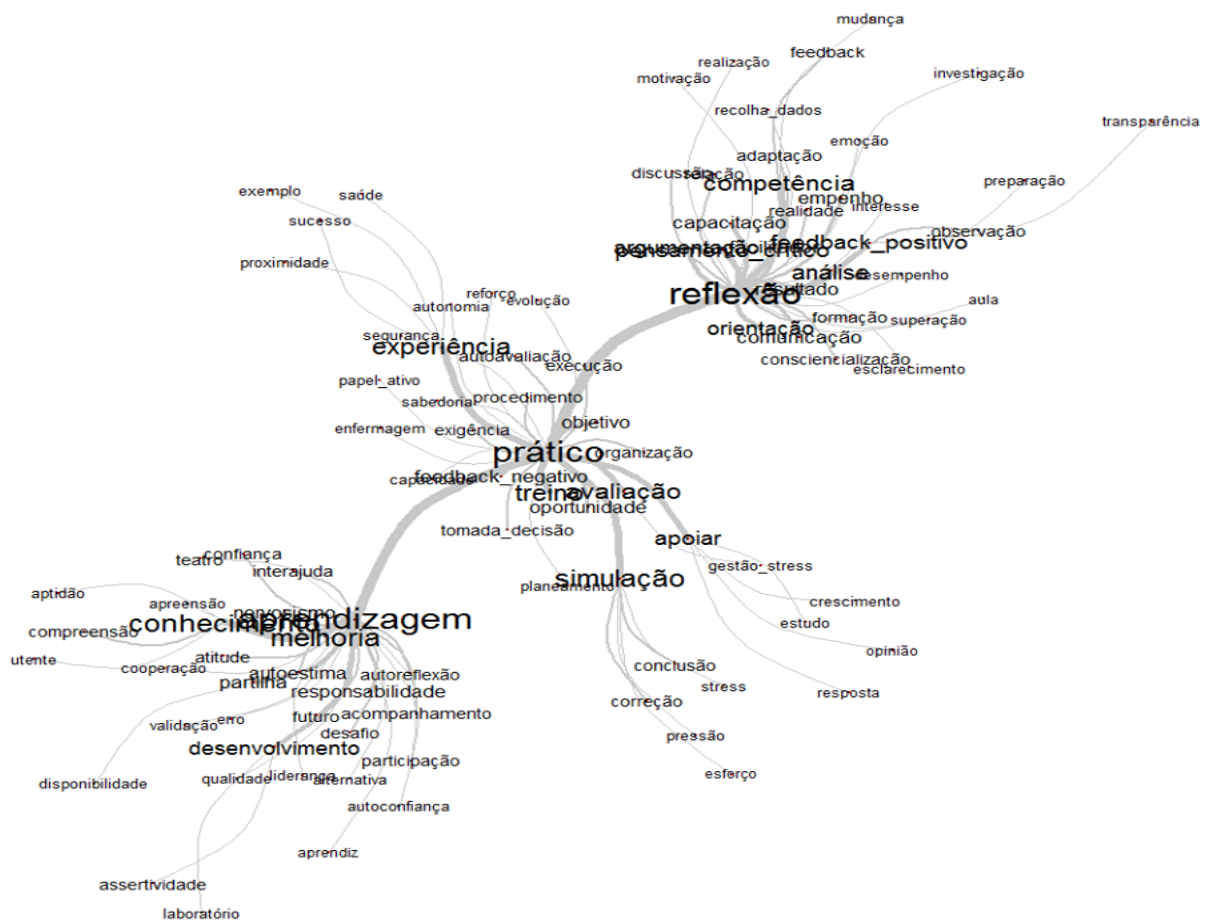 mudança
feedback
realização
motivação
investigação
recolha_dados
transparência
emoção
adaptação
discussão
relação
competência
preparação
exemplo
saúde
empenho
realidade
interesse
sucesso
capacitação
observação
feedback_positivo
argumentação
pensamento_crítico
proximidade
análise
desempenho
resultado
reflexão
reforço
evolução
autonomia
aula
formação
superação
segurança
orientação
comunicação
experiência
autoavaliação
execução
consciencialização
esclarecimento
papel_ativo
sabedoria
procedimento
enfermagem
exigência
objetivo
prático
organização
feedback_negativo
capacidade
treino
avaliação
oportunidade
tomada_decisão
apoiar
teatro
confiança
interajuda
gestão_stress
simulação
planeamento
aptidão
apreensão
nervosismo
crescimento
conhecimento
aprendizagem
compreensão
melhoria
estudo
utente
atitude
opinião
cooperação
autoestima
autoreflexão
conclusão
partilha
responsabilidade
stress
resposta
correção
validação
erro
futuro
acompanhamento
desafio
pressão
desenvolvimento
participação
disponibilidade
qualidade
liderança
alternativa
esforço
autoconfiança
aprendiz
assertividade
laboratório